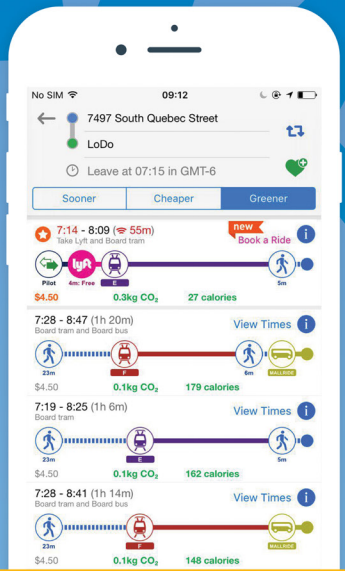 No SIM 09:12
7497 South Quebec Street
LoDo
Leave at 07:15 in GMT-6
Sooner Cheaper Greener
7:14 - 8:09 (55m) new
Take Lyft and Board tram Book a Ride i
lyft
Pilot 4m: Free E 5m
$4.50 0.3kg CO₂ 27 calories
7:28 - 8:47 (1h 20m) View Times i
Board tram and Board bus
23m F 6m MALLRIDE
$4.50 0.1kg CO₂ 179 calories
7:19 - 8:25 (1h 6m) View Times i
Board tram
23m E 5m
$4.50 0.1kg CO₂ 162 calories
7:28 - 8:41 (1h 14m) View Times i
Board tram and Board bus
23m F MALLRIDE
$4.50 0.1kg CO₂ 148 calories